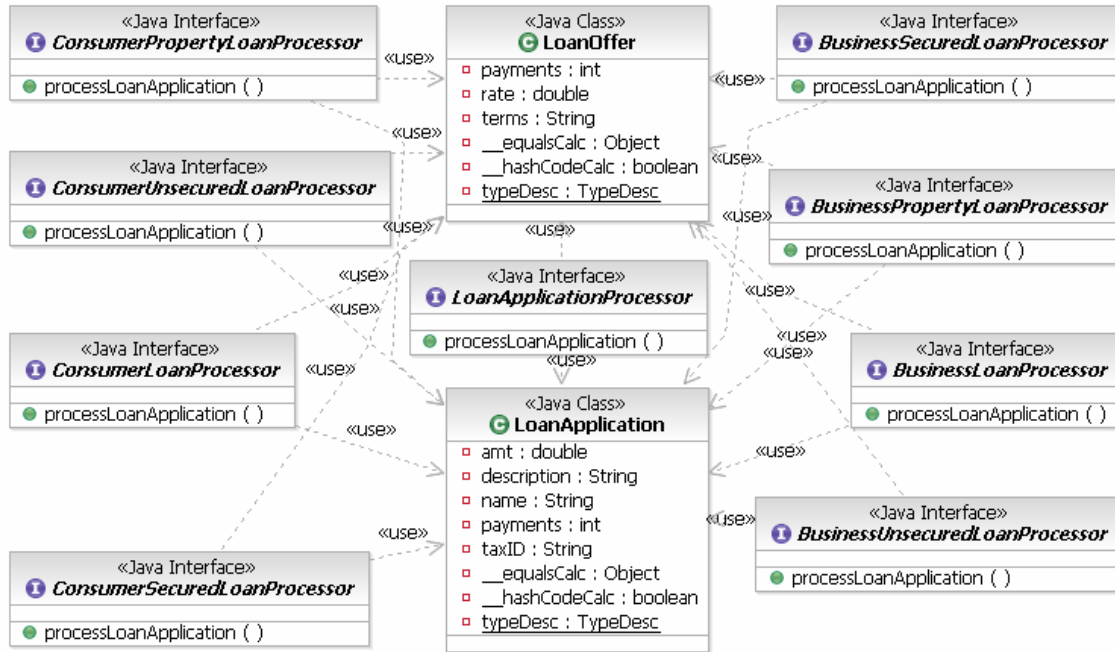 «Java Interface»
ConsumerPropertyLoanProcessor
processLoanApplication ( )
«use»
«Java Class»
LoanOffer
payments : int
rate : double
terms : String
__equalsCalc : Object
__hashCodeCalc : boolean
typeDesc : TypeDesc
«use»
«Java Interface»
BusinessSecuredLoanProcessor
processLoanApplication ( )
«use»
«use»
«Java Interface»
ConsumerUnsecuredLoanProcessor
processLoanApplication ( )
«Java Interface»
BusinessPropertyLoanProcessor
processLoanApplication ( )
«use»
«use»
«use»
«use»
«Java Interface»
LoanApplicationProcessor
processLoanApplication ( )
«use»
«use»
«use»
«use»
«use»
«Java Interface»
ConsumerLoanProcessor
processLoanApplication ( )
«use»
«use»
«Java Interface»
BusinessLoanProcessor
processLoanApplication ( )
«use»
«Java Class»
LoanApplication
amt : double
description : String
name : String
payments : int
taxID : String
__equalsCalc : Object
__hashCodeCalc : boolean
typeDesc : TypeDesc
«use»
«use»
«use»
«Java Interface»
BusinessUnsecuredLoanProcessor
processLoanApplication ( )
«Java Interface»
ConsumerSecuredLoanProcessor
processLoanApplication ( )